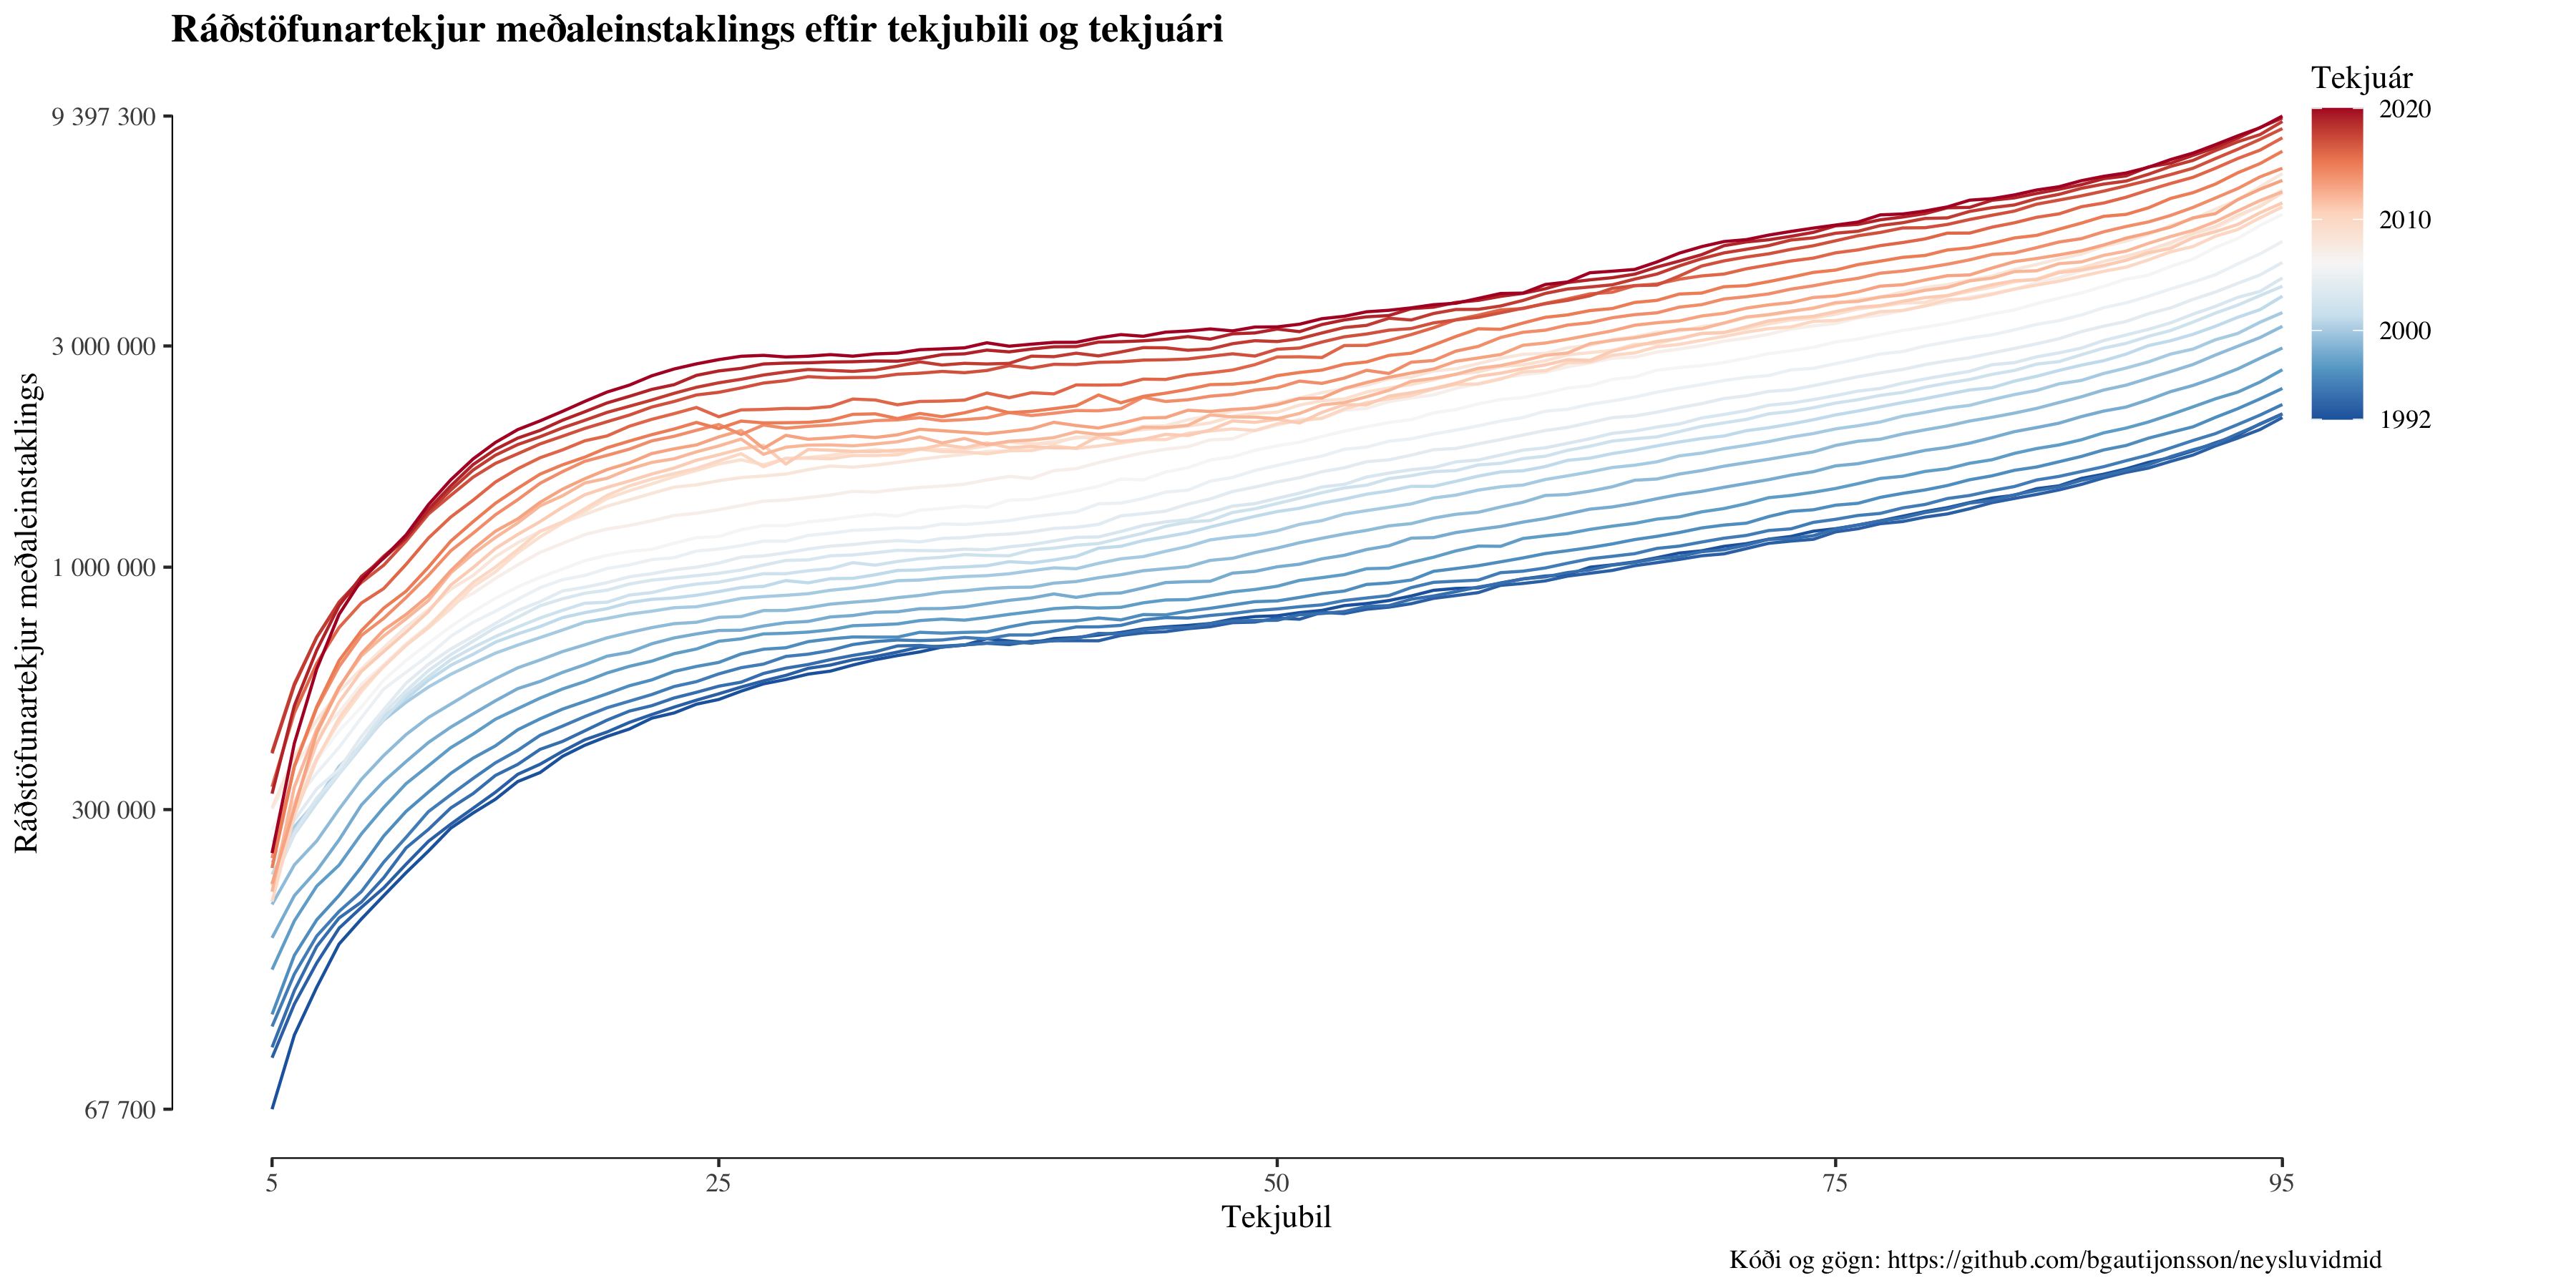 Ráðstöfunartekjur meðaleinstaklings eftir tekjubili og tekjuári
Tekjuár
2020
2010
2000
1992
Ráðstöfunartekjur meðaleinstaklings
9 397 300
3 000 000
1 000 000
300 000
67 700
5
25
50
75
95
Tekjubil
Kóði og gögn: https://github.com/bgautijonsson/neysluvidmid